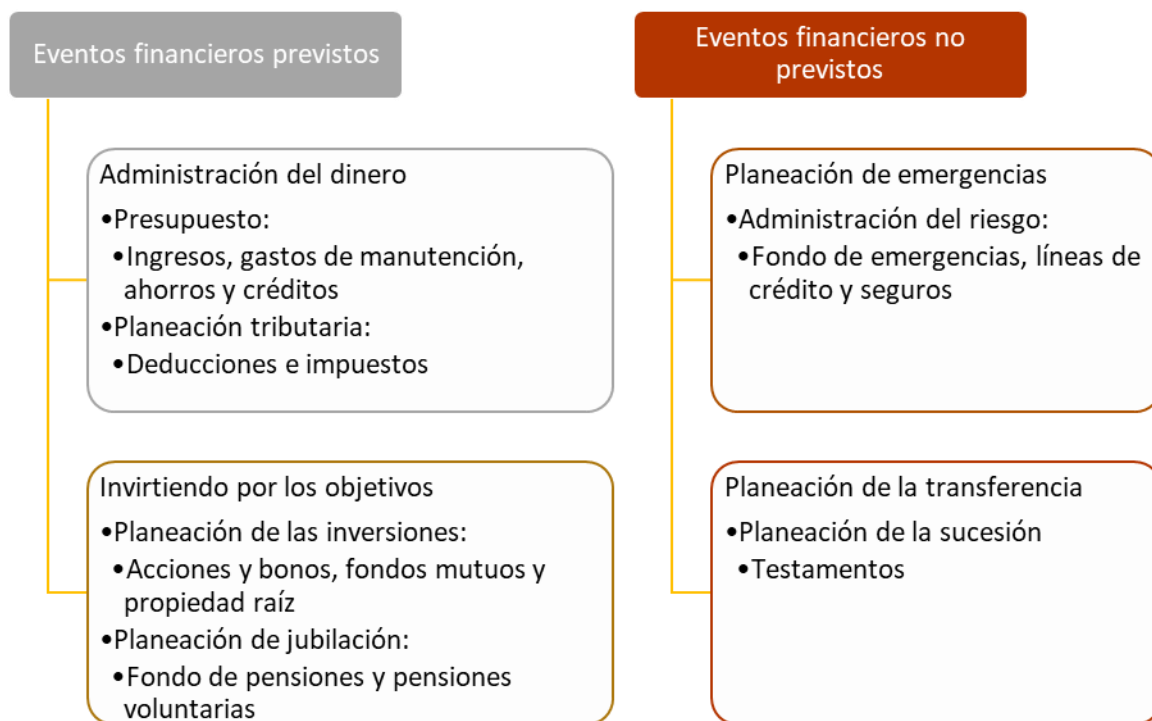 Eventos financieros previstos
Administración del dinero
•Presupuesto:
•Ingresos, gastos de manutención,
ahorros y créditos
•Planeación tributaria:
•Deducciones e impuestos
Invirtiendo por los objetivos
•Planeación de las inversiones:
•Acciones y bonos, fondos mutuos y
propiedad raíz
•Planeación de jubilación:
•Fondo de pensiones y pensiones
voluntarias
Eventos financieros no
previstos
Planeación de emergencias
•Administración del riesgo:
•Fondo de emergencias, líneas de
crédito y seguros
Planeación de la transferencia
•Planeación de la sucesión
•Testamentos